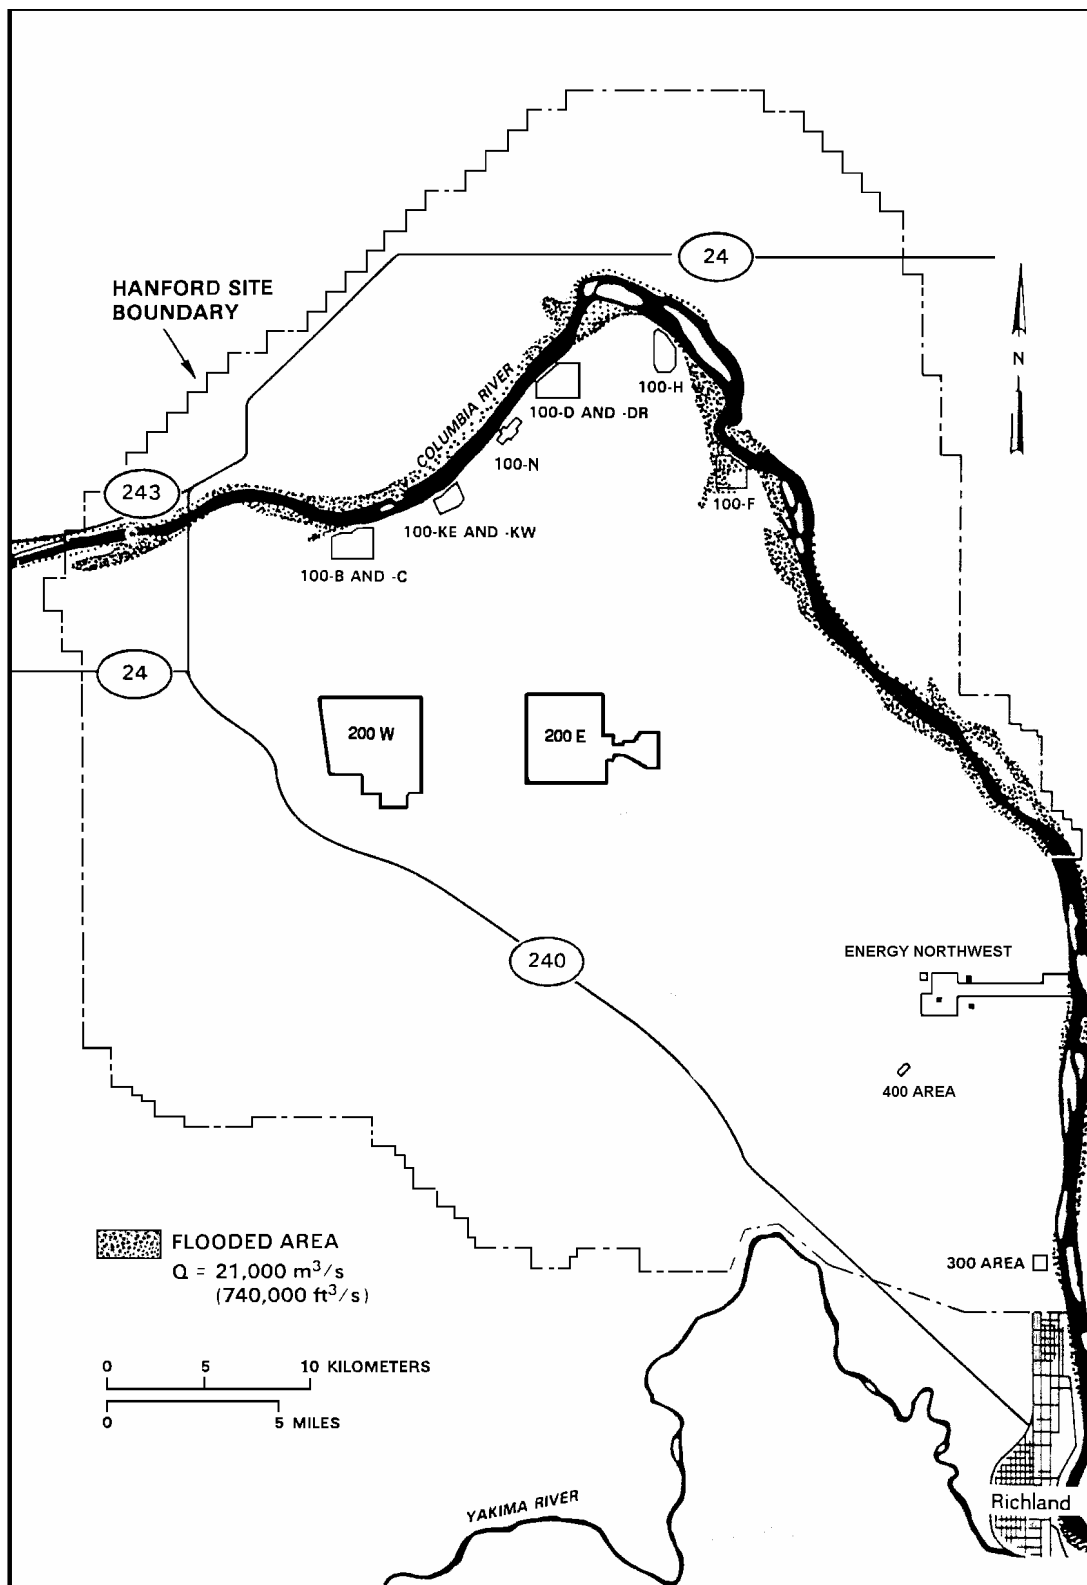 24
HANFORD SITE
BOUNDARY
N
COLUMBIA RIVER
100-H
100-D AND -DR
100-N
243
100-F
100-KE AND -KW
100-B AND -C
24
200 W
200 E
240
ENERGY NORTHWEST
400 AREA
FLOODED AREA
Q = 21,000 m³/s
(740,000 ft³/s)
300 AREA
0 5 10 KILOMETERS
0 5 MILES
YAKIMA RIVER
Richland